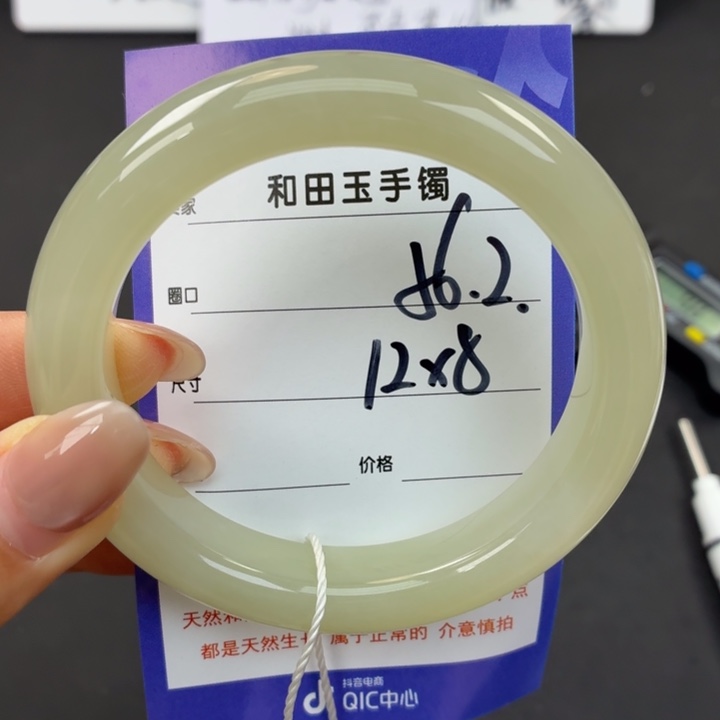 和田玉手镯
家
圈口 56.2.
尺寸 12x8
价格
天然
点
都是天然生长 属于正常的 介意慎拍
抖音电商
QIC中心